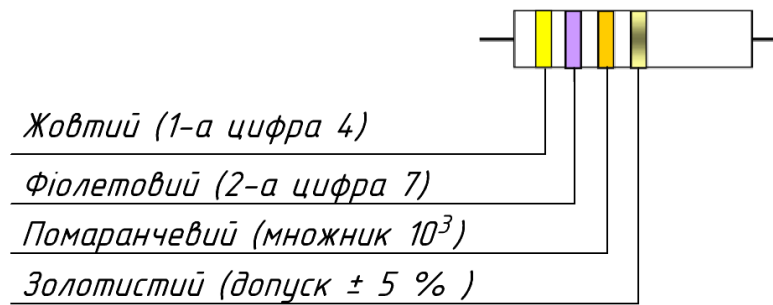 Жовтий (1-а цифра 4)
Фіолетовий (2-а цифра 7)
Помаранчевий (множник 10³)
Золотистий (допуск ± 5 % )